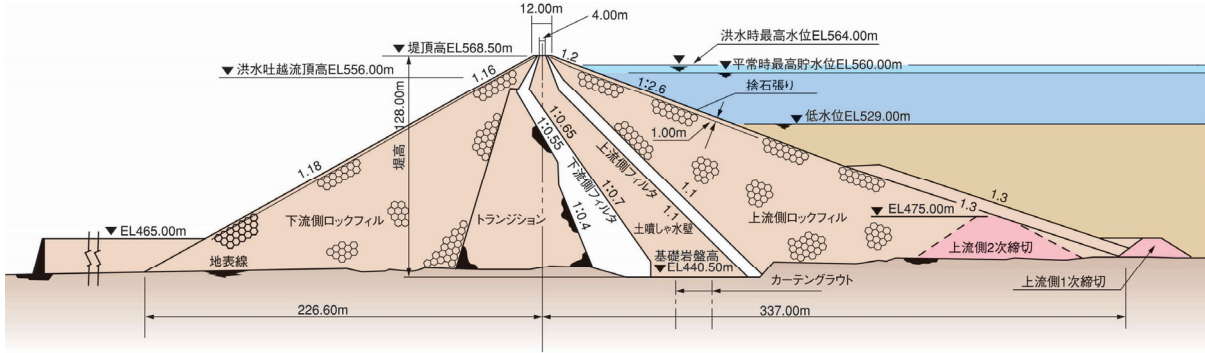 12.00m
4.00m
洪水時最高水位EL564.00m
堤頂高EL568.50m
平常時最高貯水位EL560.00m
洪水吐越流頂高EL556.00m
1.16
1.2
1:2.6
捨石張り
低水位EL529.00m
1.00m
堤高 128.00m
1:0.65
1:0.55
上流側フィルタ
下流側フィルタ
1.18
1.1
1:0.7
1.1
1:0.4
1.3
1.3
EL475.00m
EL465.00m
下流側ロックフィル
トランジション
土噴しゃ水壁
上流側ロックフィル
上流側2次締切
地表線
基礎岩盤高
EL440.50m
カーテングラウト
上流側1次締切
226.60m
337.00m